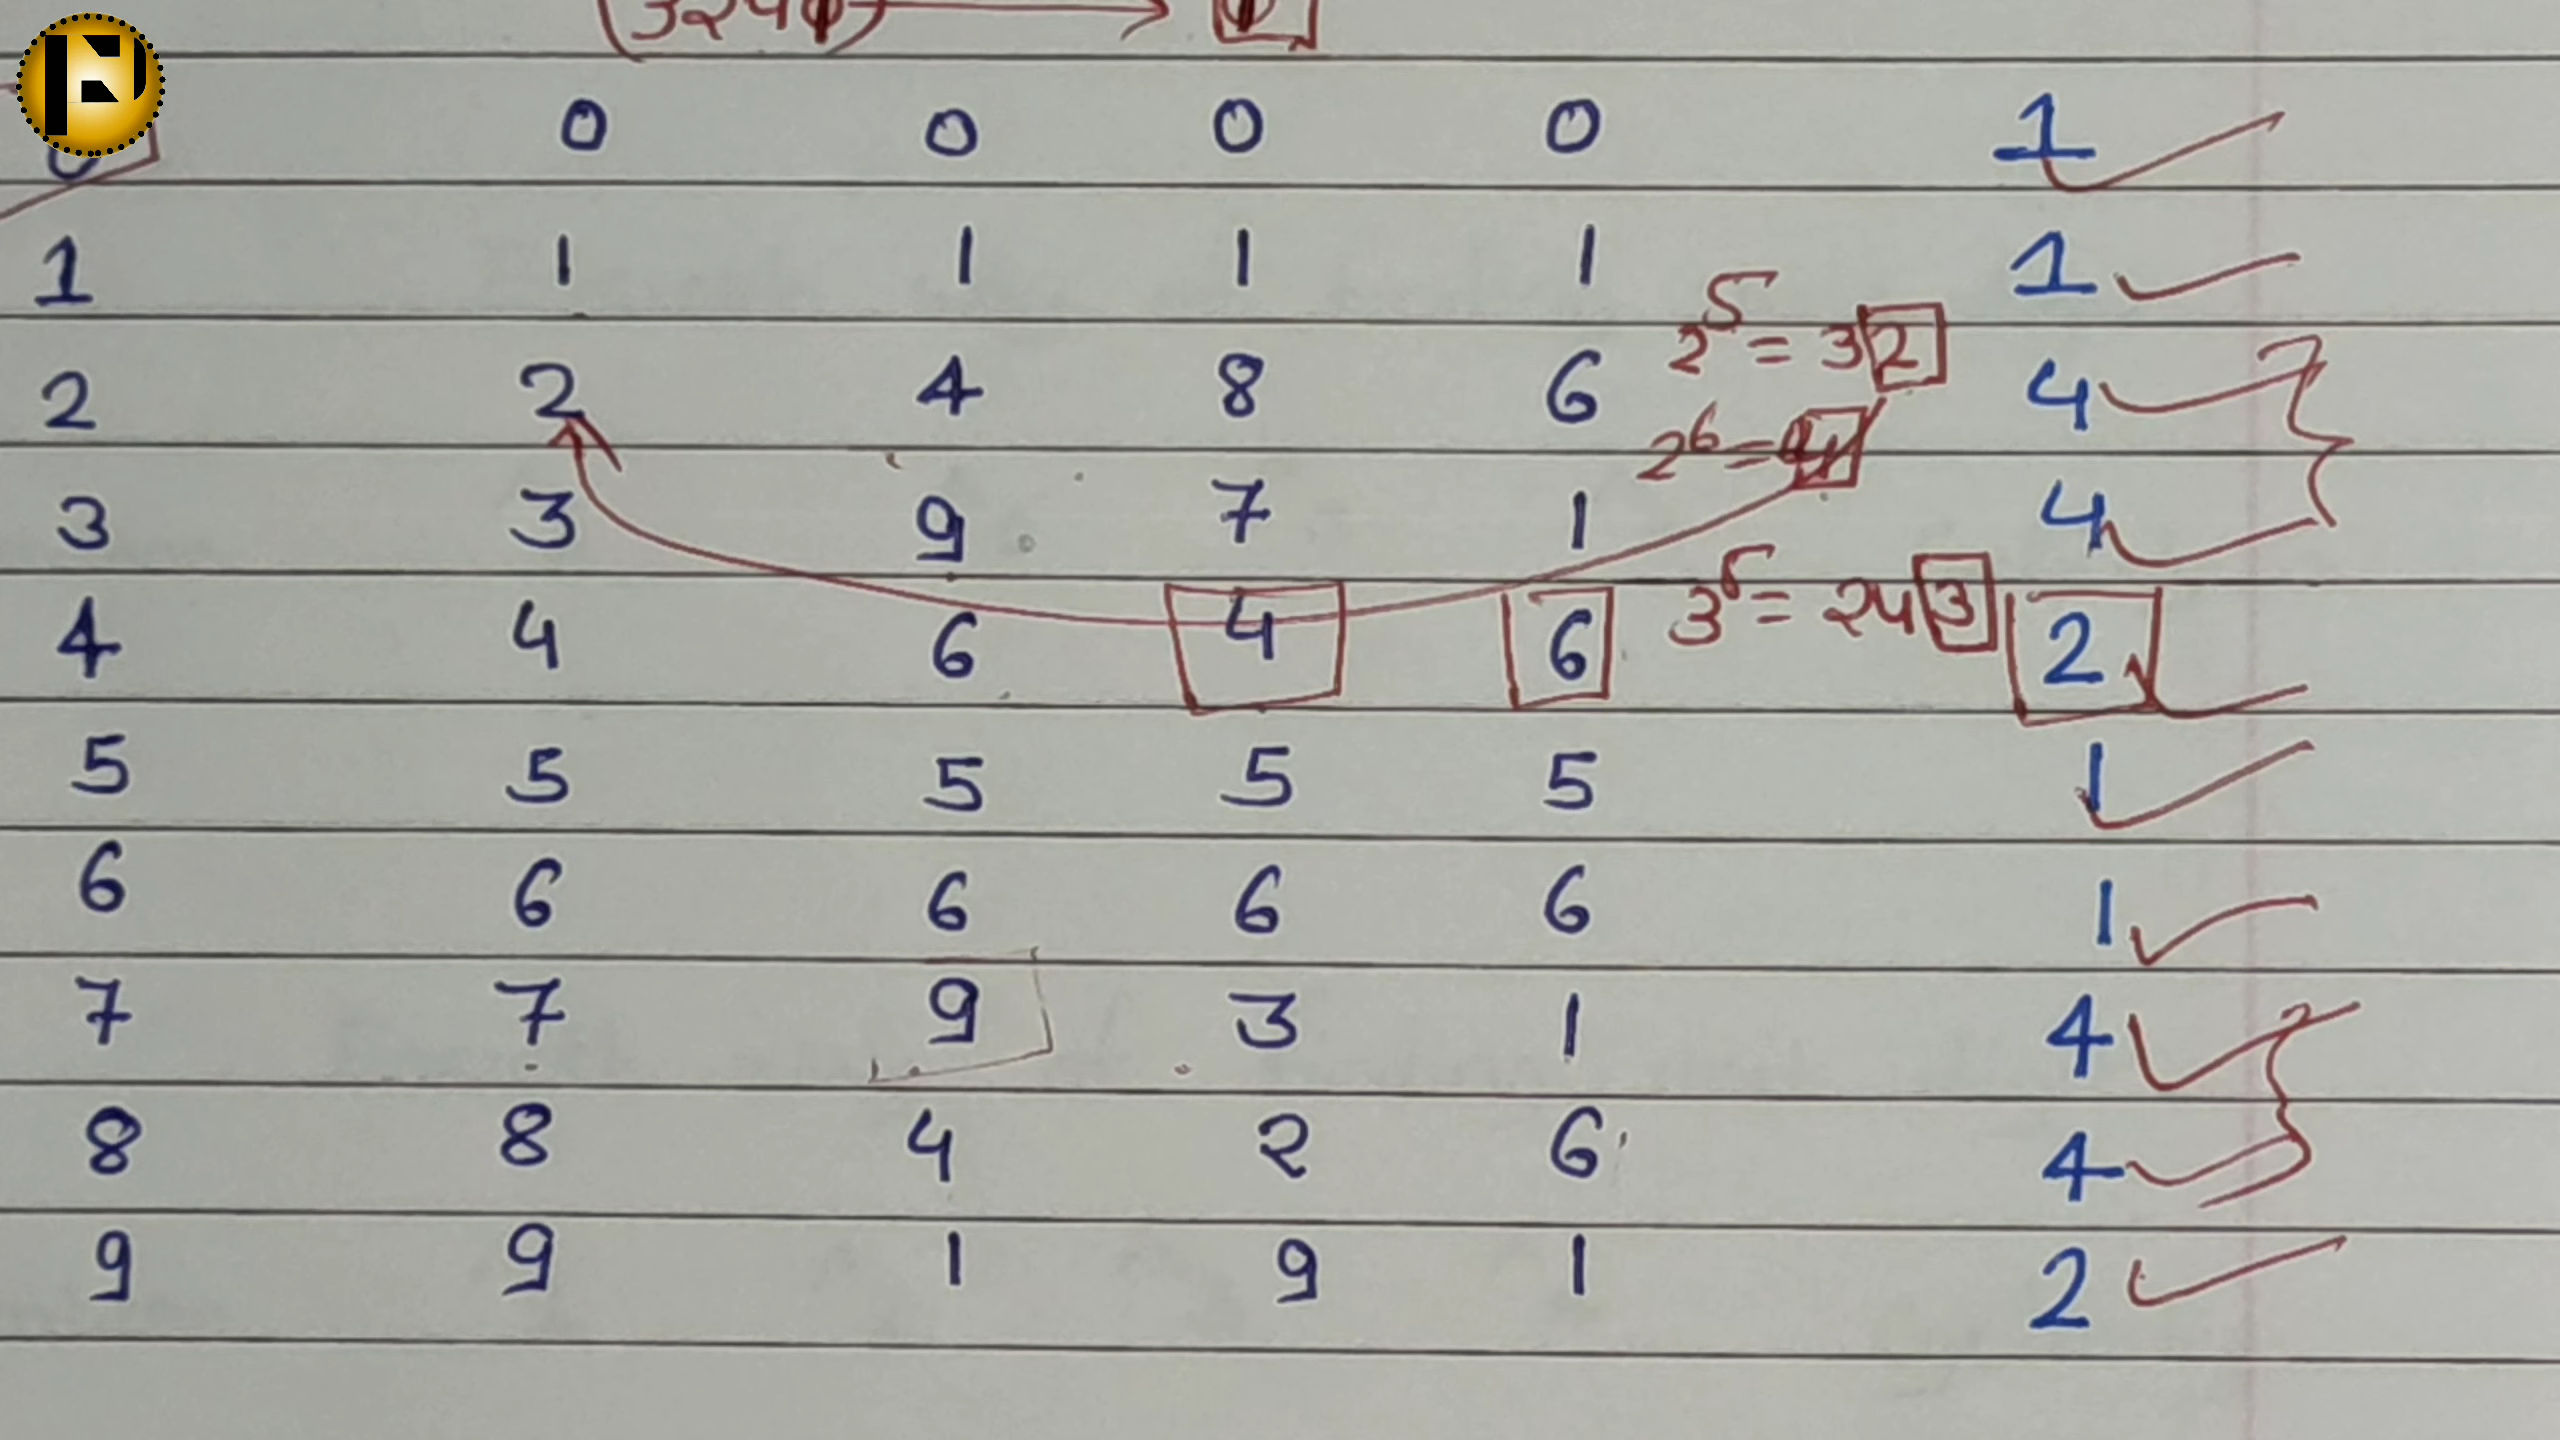 0 0 0 0 1
1 1 1 1 1 1
2 2 4 8 6 2⁵ = 32 4
2⁶ =
3 3 9 7 1 4
4 4 6 4 6 3⁵ = 243 2
5 5 5 5 5 1
6 6 6 6 6 1
7 7 9 3 1 4
8 8 4 2 6 4
9 9 1 9 1 2